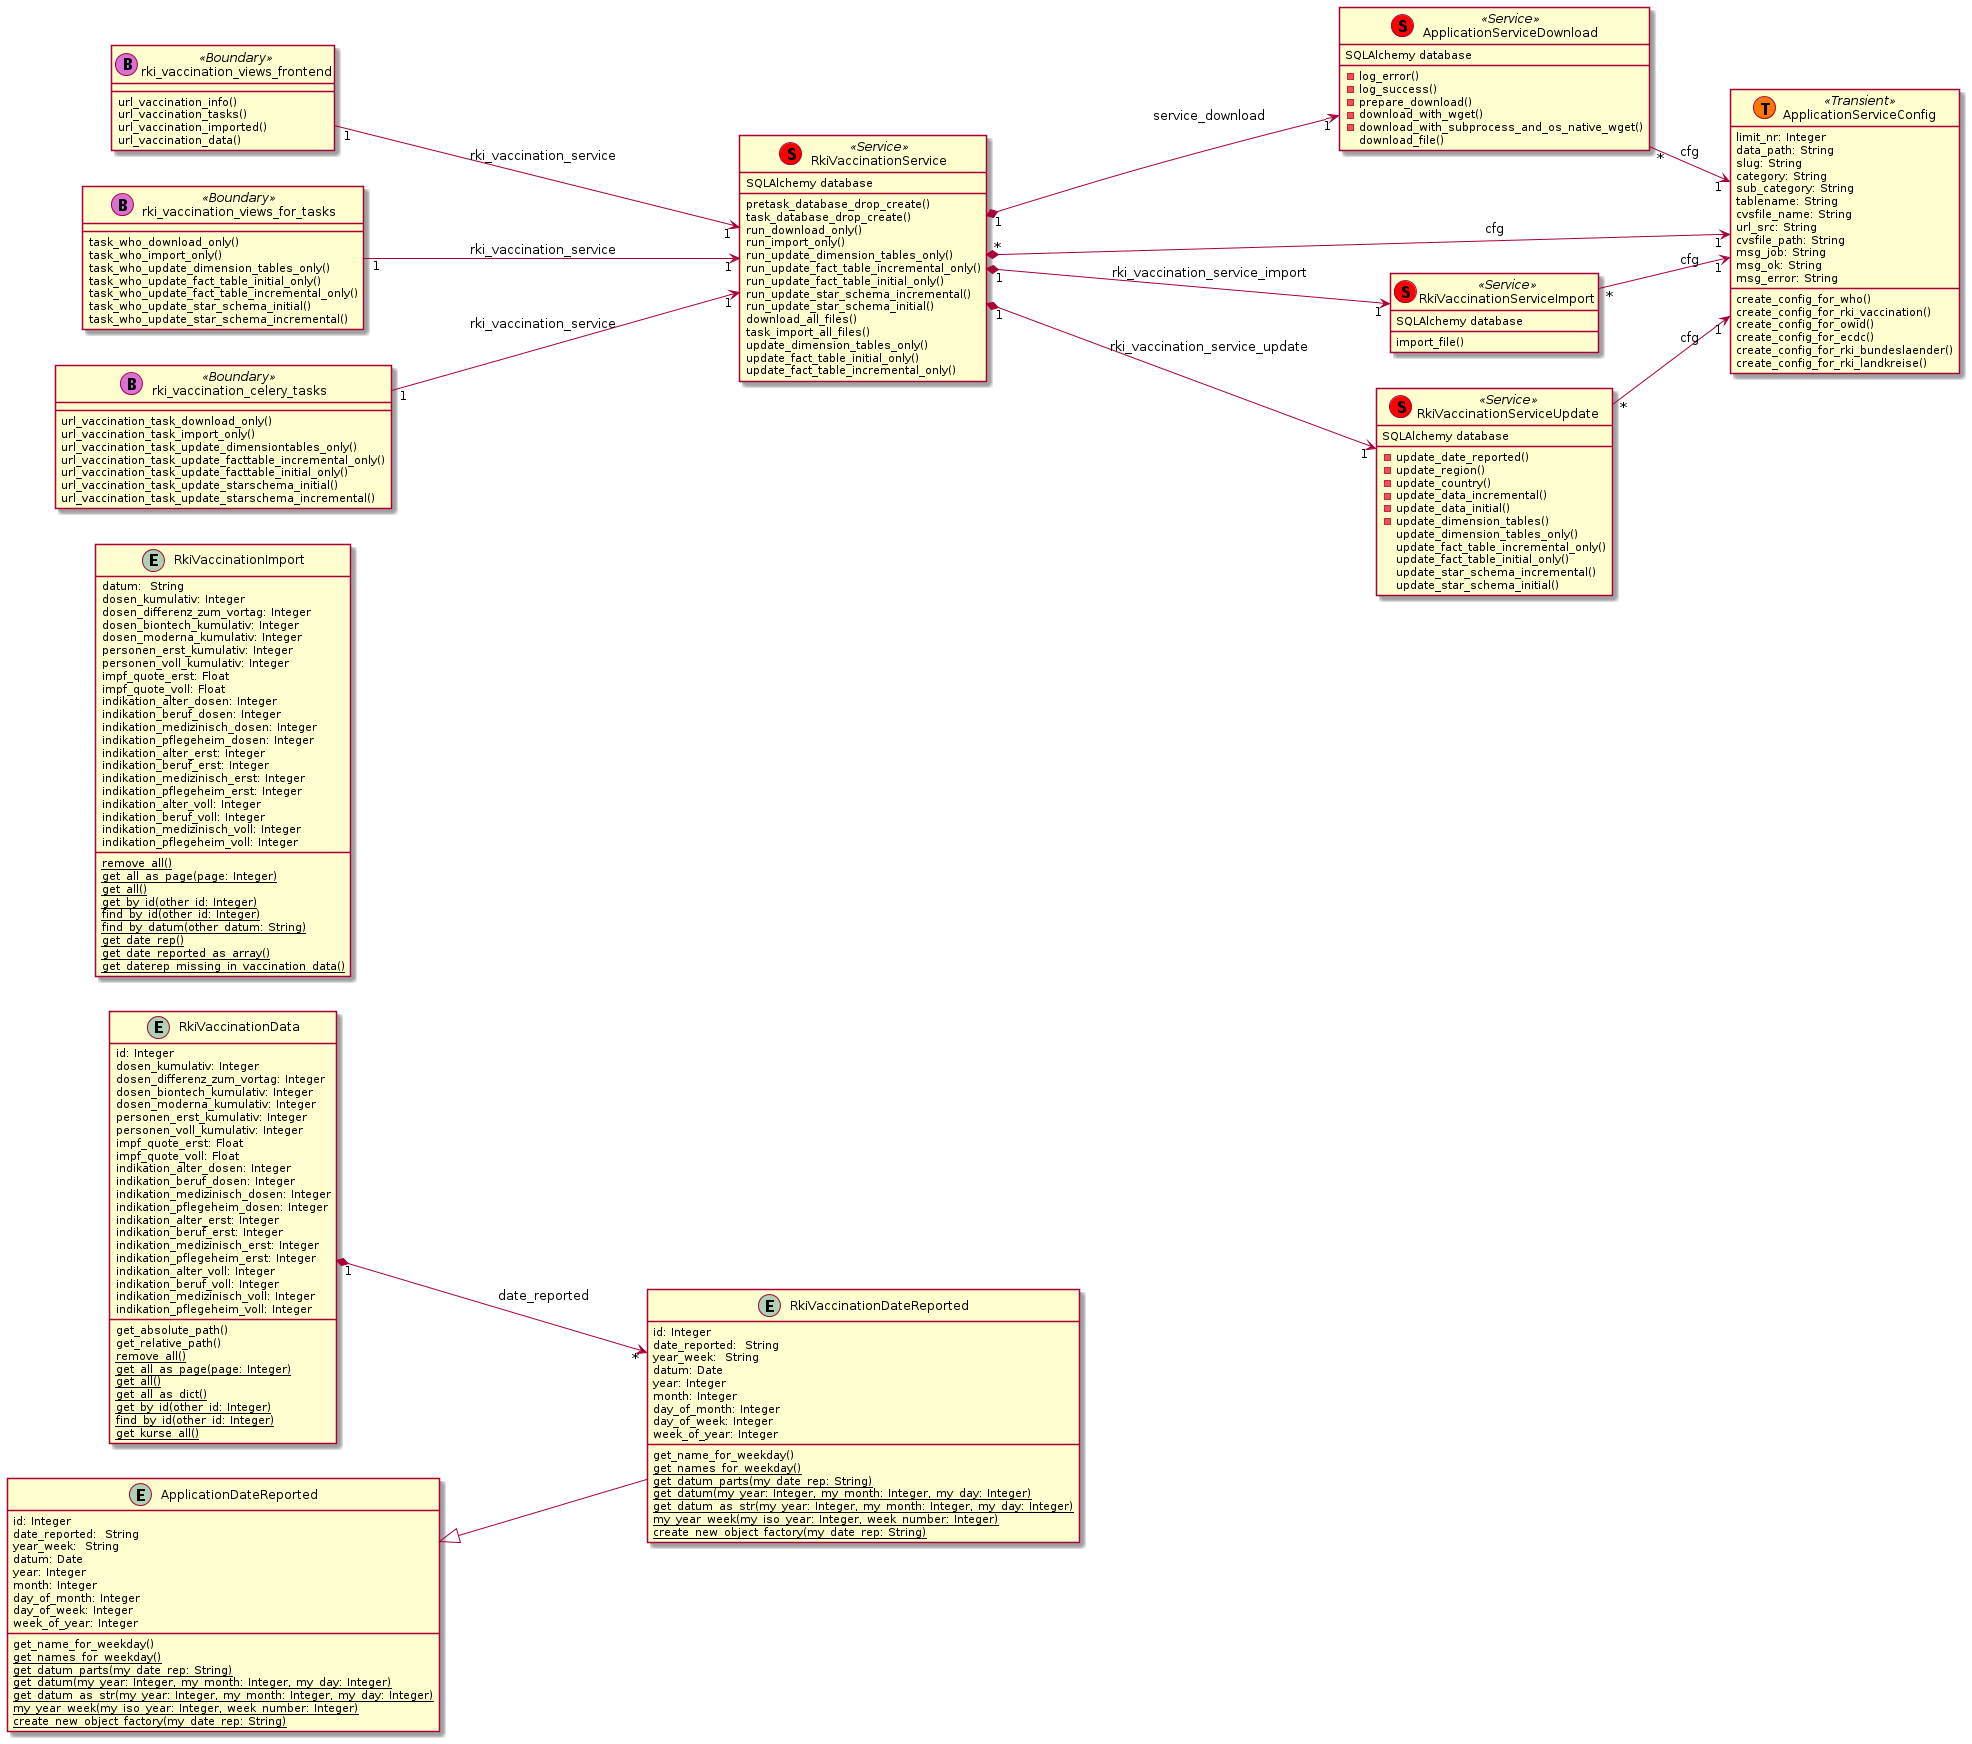 B
«Boundary»
rki_vaccination_views_frontend
url_vaccination_info()
url_vaccination_tasks()
url_vaccination_imported()
url_vaccination_data()
B
«Boundary»
rki_vaccination_views_for_tasks
task_who_download_only()
task_who_import_only()
task_who_update_dimension_tables_only()
task_who_update_fact_table_initial_only()
task_who_update_fact_table_incremental_only()
task_who_update_star_schema_initial()
task_who_update_star_schema_incremental()
B
«Boundary»
rki_vaccination_celery_tasks
url_vaccination_task_download_only()
url_vaccination_task_import_only()
url_vaccination_task_update_dimensiontables_only()
url_vaccination_task_update_facttable_incremental_only()
url_vaccination_task_update_facttable_initial_only()
url_vaccination_task_update_starschema_initial()
url_vaccination_task_update_starschema_incremental()
1
rki_vaccination_service
1
1
rki_vaccination_service
1
1
rki_vaccination_service
1
S
«Service»
RkiVaccinationService
SQLAlchemy database
pretask_database_drop_create()
task_database_drop_create()
run_download_only()
run_import_only()
run_update_dimension_tables_only()
run_update_fact_table_incremental_only()
run_update_fact_table_initial_only()
run_update_star_schema_incremental()
run_update_star_schema_initial()
download_all_files()
task_import_all_files()
update_dimension_tables_only()
update_fact_table_initial_only()
update_fact_table_incremental_only()
1
service_download
1
*
cfg
1
1
rki_vaccination_service_import
1
1
rki_vaccination_service_update
1
S
«Service»
ApplicationServiceDownload
SQLAlchemy database
log_error()
log_success()
prepare_download()
download_with_wget()
download_with_subprocess_and_os_native_wget()
download_file()
*
cfg
1
S
«Service»
RkiVaccinationServiceImport
SQLAlchemy database
import_file()
*
cfg
1
S
«Service»
RkiVaccinationServiceUpdate
SQLAlchemy database
update_date_reported()
update_region()
update_country()
update_data_incremental()
update_data_initial()
update_dimension_tables()
update_dimension_tables_only()
update_fact_table_incremental_only()
update_fact_table_initial_only()
update_star_schema_incremental()
update_star_schema_initial()
*
cfg
1
T
«Transient»
ApplicationServiceConfig
limit_nr: Integer
data_path: String
slug: String
category: String
sub_category: String
tablename: String
cvsfile_name: String
url_src: String
cvsfile_path: String
msg_job: String
msg_ok: String
msg_error: String
create_config_for_who()
create_config_for_rki_vaccination()
create_config_for_owid()
create_config_for_ecdc()
create_config_for_rki_bundeslaender()
create_config_for_rki_landkreise()
E
RkiVaccinationImport
datum:  String
dosen_kumulativ: Integer
dosen_differenz_zum_vortag: Integer
dosen_biontech_kumulativ: Integer
dosen_moderna_kumulativ: Integer
personen_erst_kumulativ: Integer
personen_voll_kumulativ: Integer
impf_quote_erst: Float
impf_quote_voll: Float
indikation_alter_dosen: Integer
indikation_beruf_dosen: Integer
indikation_medizinisch_dosen: Integer
indikation_pflegeheim_dosen: Integer
indikation_alter_erst: Integer
indikation_beruf_erst: Integer
indikation_medizinisch_erst: Integer
indikation_pflegeheim_erst: Integer
indikation_alter_voll: Integer
indikation_beruf_voll: Integer
indikation_medizinisch_voll: Integer
indikation_pflegeheim_voll: Integer
remove_all()
get_all_as_page(page: Integer)
get_all()
get_by_id(other_id: Integer)
find_by_id(other_id: Integer)
find_by_datum(other_datum: String)
get_date_rep()
get_date_reported_as_array()
get_daterep_missing_in_vaccination_data()
E
RkiVaccinationData
id: Integer
dosen_kumulativ: Integer
dosen_differenz_zum_vortag: Integer
dosen_biontech_kumulativ: Integer
dosen_moderna_kumulativ: Integer
personen_erst_kumulativ: Integer
personen_voll_kumulativ: Integer
impf_quote_erst: Float
impf_quote_voll: Float
indikation_alter_dosen: Integer
indikation_beruf_dosen: Integer
indikation_medizinisch_dosen: Integer
indikation_pflegeheim_dosen: Integer
indikation_alter_erst: Integer
indikation_beruf_erst: Integer
indikation_medizinisch_erst: Integer
indikation_pflegeheim_erst: Integer
indikation_alter_voll: Integer
indikation_beruf_voll: Integer
indikation_medizinisch_voll: Integer
indikation_pflegeheim_voll: Integer
get_absolute_path()
get_relative_path()
remove_all()
get_all_as_page(page: Integer)
get_all()
get_all_as_dict()
get_by_id(other_id: Integer)
find_by_id(other_id: Integer)
get_kurse_all()
1
date_reported
*
E
RkiVaccinationDateReported
id: Integer
date_reported:  String
year_week:  String
datum: Date
year: Integer
month: Integer
day_of_month: Integer
day_of_week: Integer
week_of_year: Integer
get_name_for_weekday()
get_names_for_weekday()
get_datum_parts(my_date_rep: String)
get_datum(my_year: Integer, my_month: Integer, my_day: Integer)
get_datum_as_str(my_year: Integer, my_month: Integer, my_day: Integer)
my_year_week(my_iso_year: Integer, week_number: Integer)
create_new_object_factory(my_date_rep: String)
E
ApplicationDateReported
id: Integer
date_reported:  String
year_week:  String
datum: Date
year: Integer
month: Integer
day_of_month: Integer
day_of_week: Integer
week_of_year: Integer
get_name_for_weekday()
get_names_for_weekday()
get_datum_parts(my_date_rep: String)
get_datum(my_year: Integer, my_month: Integer, my_day: Integer)
get_datum_as_str(my_year: Integer, my_month: Integer, my_day: Integer)
my_year_week(my_iso_year: Integer, week_number: Integer)
create_new_object_factory(my_date_rep: String)